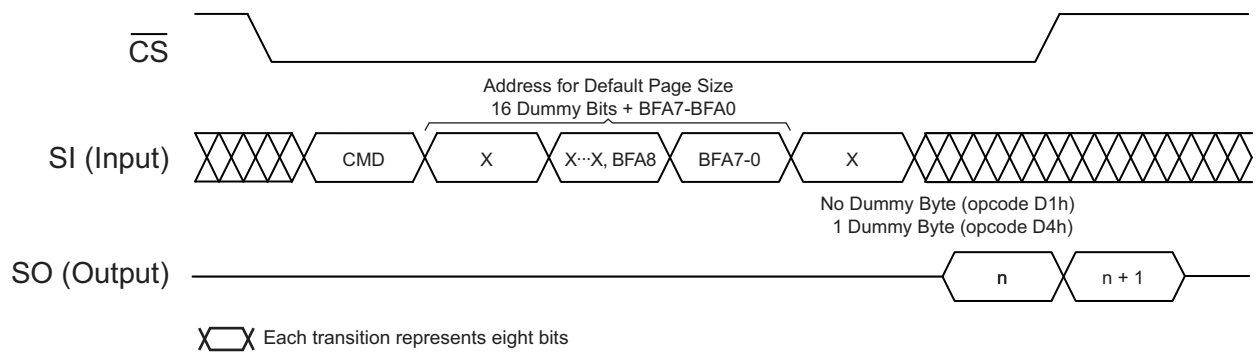 CS
Address for Default Page Size
16 Dummy Bits + BFA7-BFA0
SI (Input)
CMD
X
X···X, BFA8
BFA7-0
X
No Dummy Byte (opcode D1h)
1 Dummy Byte (opcode D4h)
SO (Output)
n
n + 1
Each transition represents eight bits